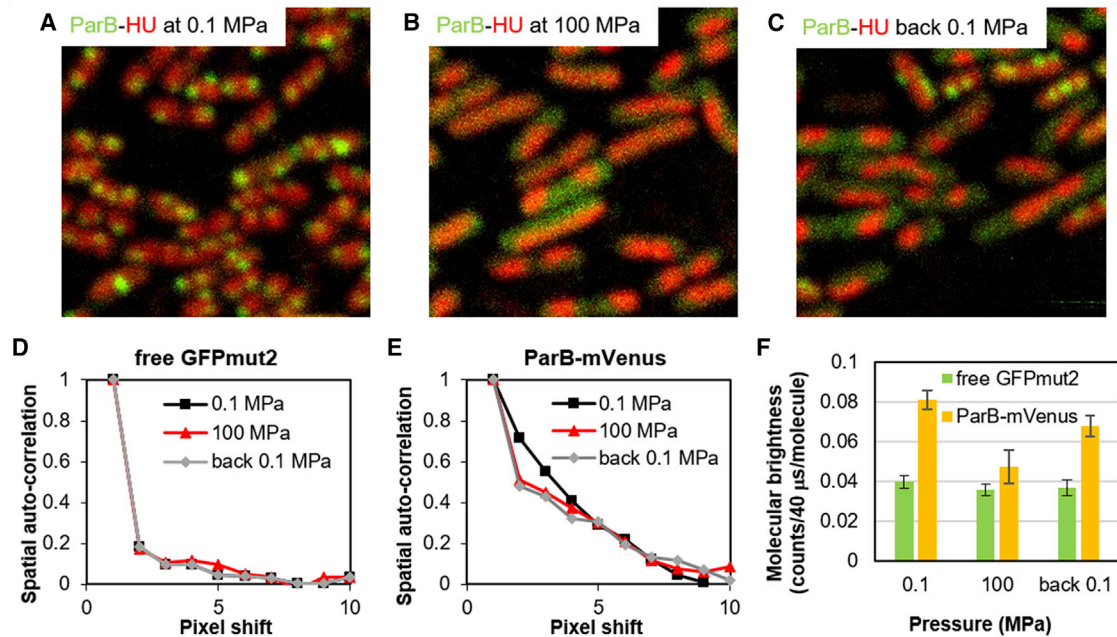 A ParB-HU at 0.1 MPa
B ParB-HU at 100 MPa
C ParB-HU back 0.1 MPa
D free GFPmut2
Spatial auto-correlation
1
0.8
0.6
0.4
0.2
0
0 5 10
Pixel shift
0.1 MPa
100 MPa
back 0.1 MPa
E ParB-mVenus
Spatial auto-correlation
1
0.8
0.6
0.4
0.2
0
0 5 10
Pixel shift
0.1 MPa
100 MPa
back 0.1 MPa
F
Molecular brightness
(counts/40 µs/molecule)
0.1
0.08
0.06
0.04
0.02
0
free GFPmut2
ParB-mVenus
0.1 100 back 0.1
Pressure (MPa)